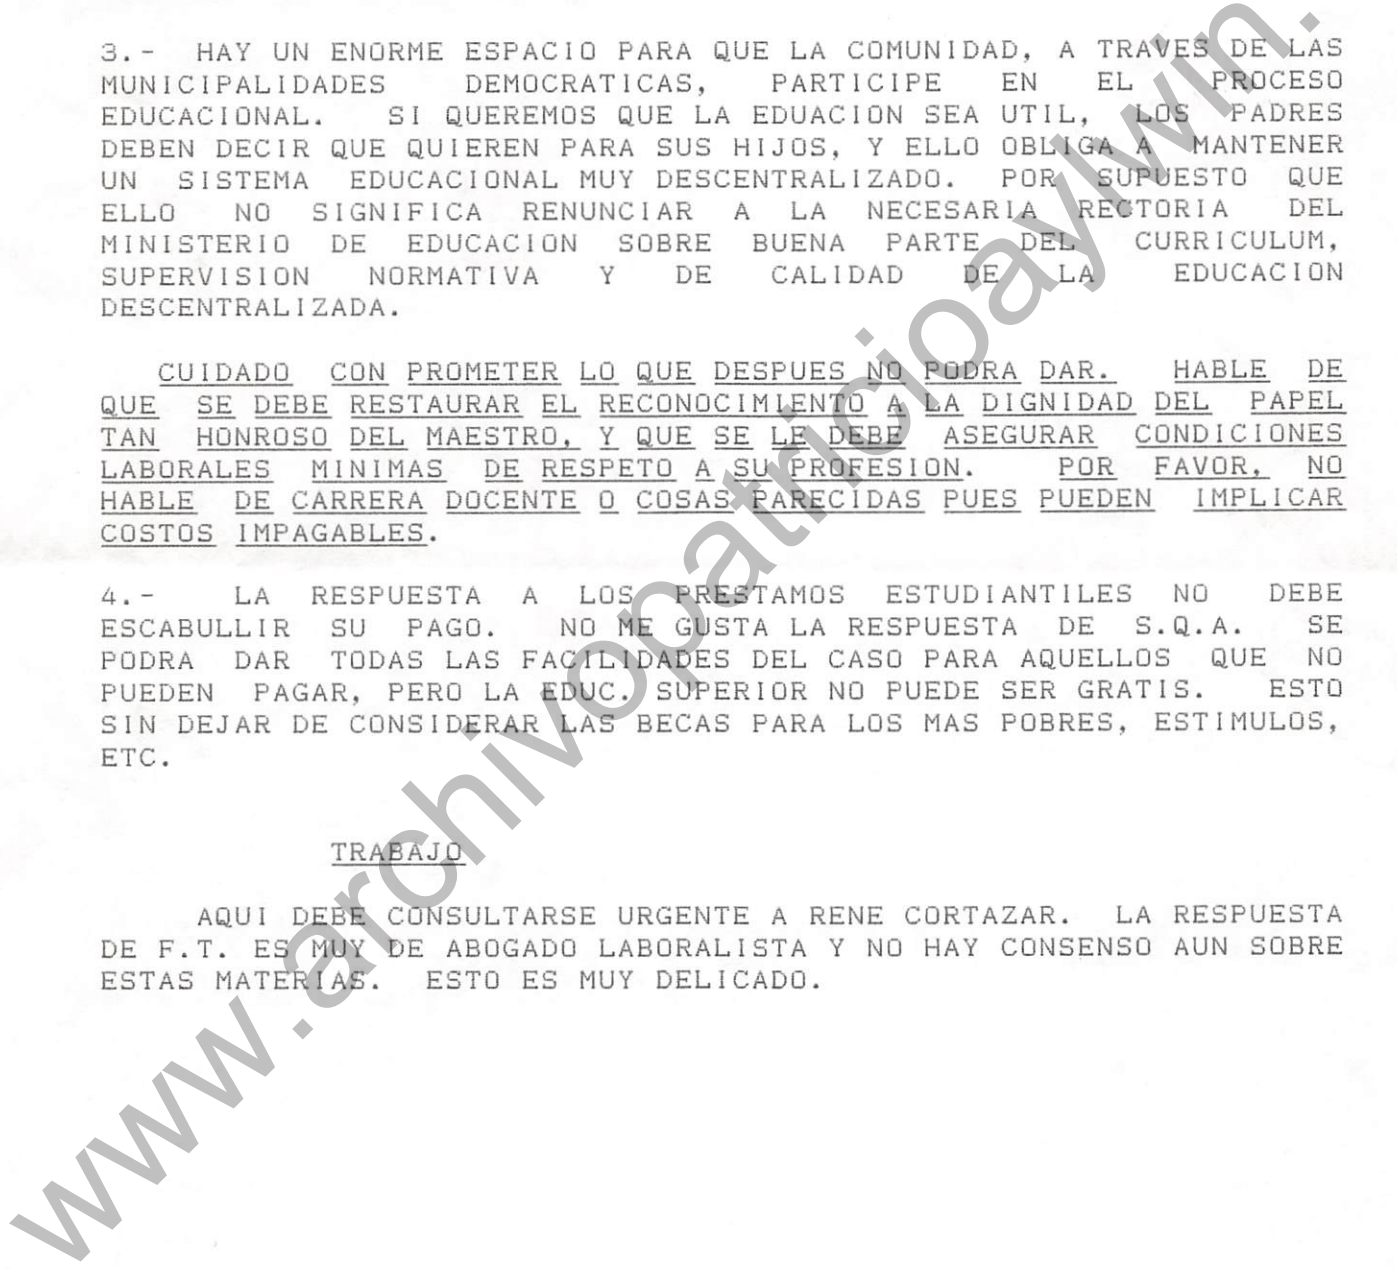 3.- HAY UN ENORME ESPACIO PARA QUE LA COMUNIDAD, A TRAVES DE LAS
MUNICIPALIDADES DEMOCRATICAS, PARTICIPE EN EL PROCESO
EDUCACIONAL. SI QUEREMOS QUE LA EDUACION SEA UTIL, LOS PADRES
DEBEN DECIR QUE QUIEREN PARA SUS HIJOS, Y ELLO OBLIGA A MANTENER
UN SISTEMA EDUCACIONAL MUY DESCENTRALIZADO. POR SUPUESTO QUE
ELLO NO SIGNIFICA RENUNCIAR A LA NECESARIA RECTORIA DEL
MINISTERIO DE EDUCACION SOBRE BUENA PARTE DEL CURRICULUM,
SUPERVISION NORMATIVA Y DE CALIDAD DE LA EDUCACION
DESCENTRALIZADA.
CUIDADO CON PROMETER LO QUE DESPUES NO PODRA DAR. HABLE DE
QUE SE DEBE RESTAURAR EL RECONOCIMIENTO A LA DIGNIDAD DEL PAPEL
TAN HONROSO DEL MAESTRO, Y QUE SE LE DEBE ASEGURAR CONDICIONES
LABORALES MINIMAS DE RESPETO A SU PROFESION. POR FAVOR, NO
HABLE DE CARRERA DOCENTE O COSAS PARECIDAS PUES PUEDEN IMPLICAR
COSTOS IMPAGABLES.
4.- LA RESPUESTA A LOS PRESTAMOS ESTUDIANTILES NO DEBE
ESCABULLIR SU PAGO. NO ME GUSTA LA RESPUESTA DE S.Q.A. SE
PODRA DAR TODAS LAS FACILIDADES DEL CASO PARA AQUELLOS QUE NO
PUEDEN PAGAR, PERO LA EDUC. SUPERIOR NO PUEDE SER GRATIS. ESTO
SIN DEJAR DE CONSIDERAR LAS BECAS PARA LOS MAS POBRES, ESTIMULOS,
ETC.
TRABAJO
AQUI DEBE CONSULTARSE URGENTE A RENE CORTAZAR. LA RESPUESTA
DE F.T. ES MUY DE ABOGADO LABORALISTA Y NO HAY CONSENSO AUN SOBRE
ESTAS MATERIAS. ESTO ES MUY DELICADO.
www.archivopatricioaylwin.